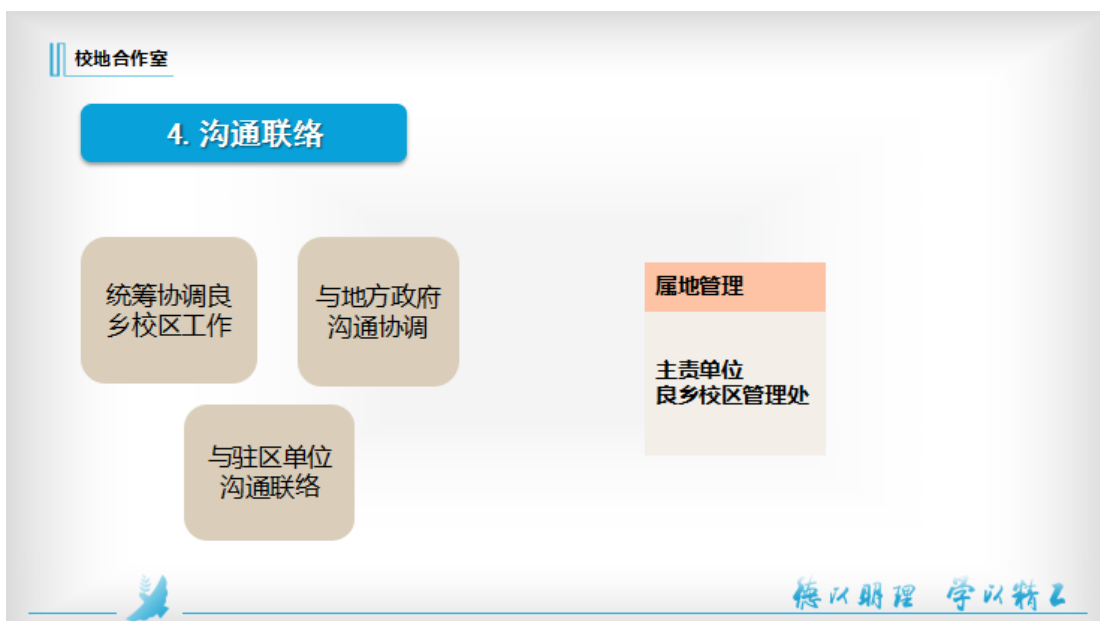 校地合作室
4. 沟通联络
统筹协调良
乡校区工作
与地方政府
沟通协调
与驻区单位
沟通联络
属地管理
主责单位
良乡校区管理处
德以明理 学以精工